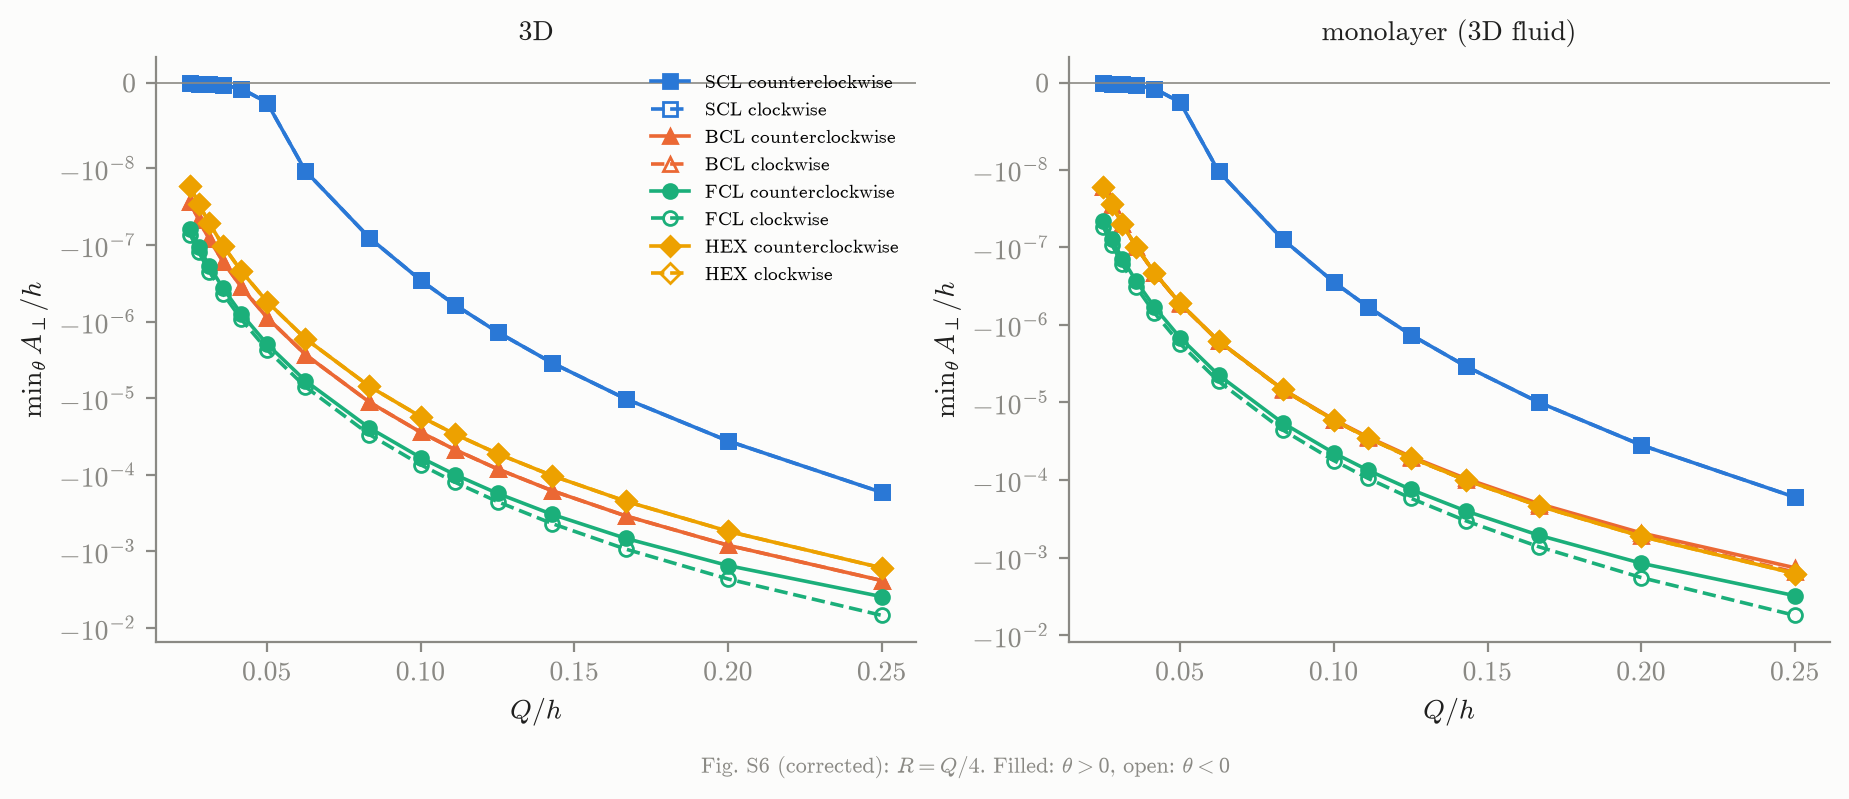 3D
0
−10⁻⁸
−10⁻⁷
−10⁻⁶
−10⁻⁵
−10⁻⁴
−10⁻³
−10⁻²
min_θ A_⊥/h
SCL counterclockwise
SCL clockwise
BCL counterclockwise
BCL clockwise
FCL counterclockwise
FCL clockwise
HEX counterclockwise
HEX clockwise
0.05 0.10 0.15 0.20 0.25
Q/h
monolayer (3D fluid)
0
−10⁻⁸
−10⁻⁷
−10⁻⁶
−10⁻⁵
−10⁻⁴
−10⁻³
−10⁻²
min_θ A_⊥/h
0.05 0.10 0.15 0.20 0.25
Q/h
Fig. S6 (corrected): R = Q/4. Filled: θ > 0, open: θ < 0